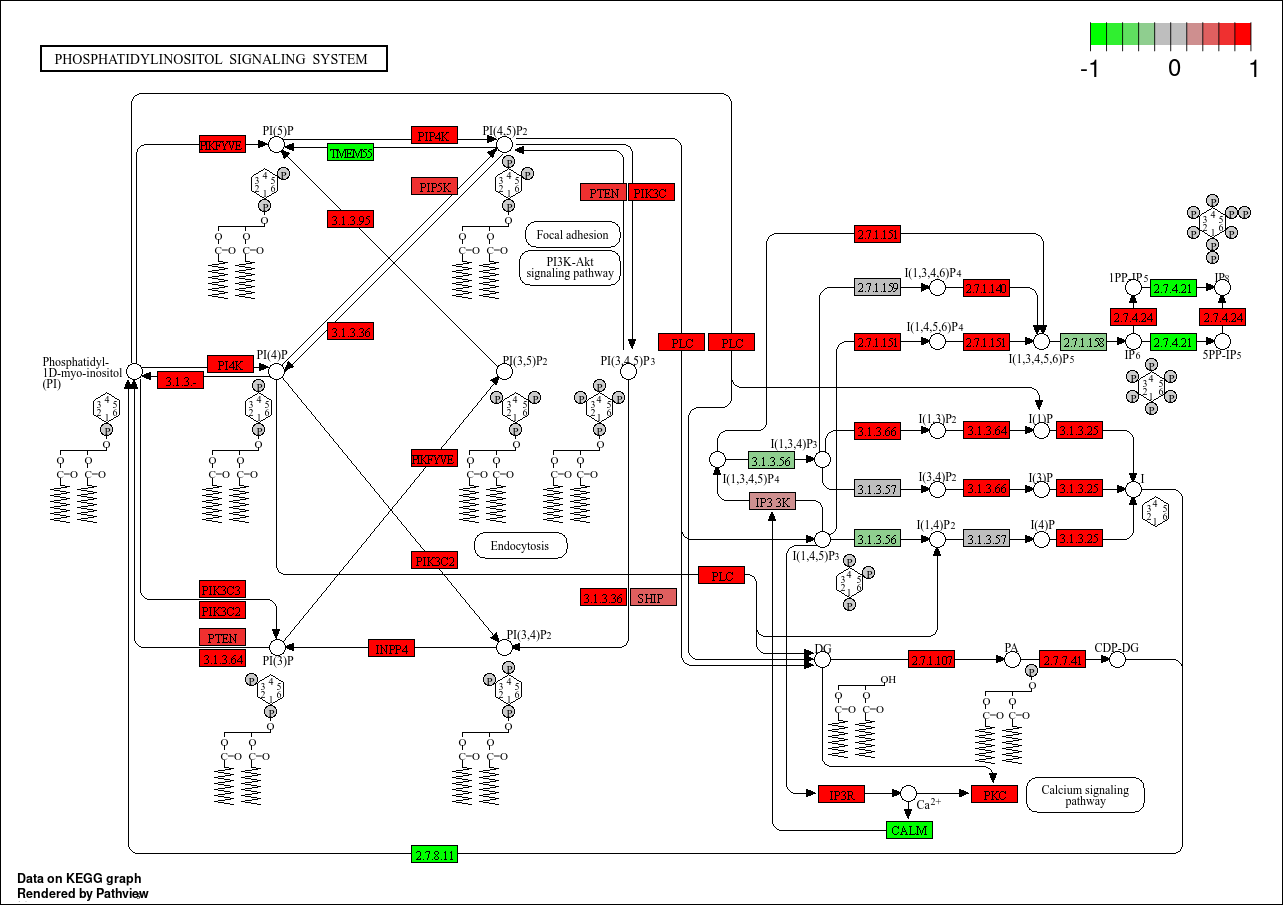 PHOSPHATIDYLINOSITOL SIGNALING SYSTEM
-1 0 1
PI(5)P
PIP4K
PI(4,5)P2
PIKFYVE
TMEM55
PIP5K
PTEN
PIK3C
3.1.3.95
Focal adhesion
PI3K-Akt
signaling pathway
2.7.1.151
I(1,3,4,6)P4
2.7.1.159
2.7.1.140
1PP-IP5
2.7.4.21
IP8
2.7.4.24
2.7.4.24
3.1.3.36
PLC
PLC
I(1,4,5,6)P4
2.7.1.151
2.7.1.151
I(1,3,4,5,6)P5
2.7.1.158
IP6
2.7.4.21
5PP-IP5
Phosphatidyl-
1D-myo-inositol
(PI)
PI4K
3.1.3.-
PI(4)P
PI(3,5)P2
PI(3,4,5)P3
I(1,3)P2
I(1)P
3.1.3.66
3.1.3.64
3.1.3.25
I(1,3,4)P3
3.1.3.56
I(1,3,4,5)P4
PIKFYVE
I(3,4)P2
I(3)P
I
3.1.3.57
3.1.3.66
3.1.3.25
IP3 3K
I(1,4)P2
I(4)P
3.1.3.56
3.1.3.57
3.1.3.25
I(1,4,5)P3
Endocytosis
PIK3C2
PLC
PIK3C3
PIK3C2
3.1.3.36
SHIP
PTEN
3.1.3.64
PI(3)P
INPP4
PI(3,4)P2
DG
2.7.1.107
PA
2.7.7.41
CDP-DG
OH
IP3R
Ca2+
PKC
Calcium signaling
pathway
CALM
2.7.8.11
Data on KEGG graph
Rendered by Pathview